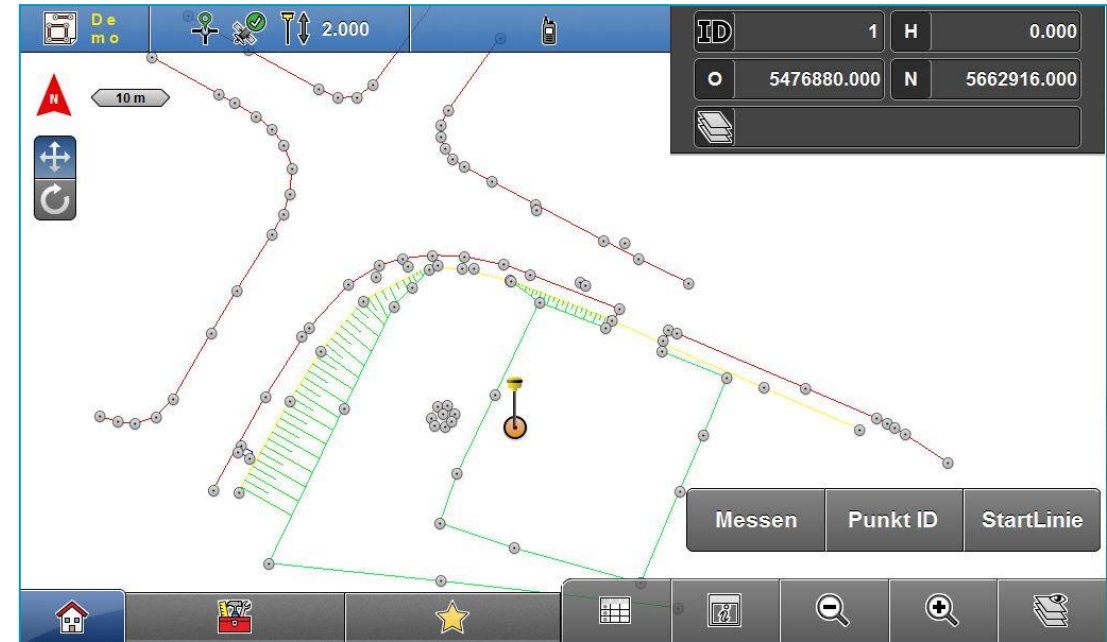 De
mo
2.000
ID 1 H 0.000
O 5476880.000 N 5662916.000
N
10 m
Messen Punkt ID StartLinie